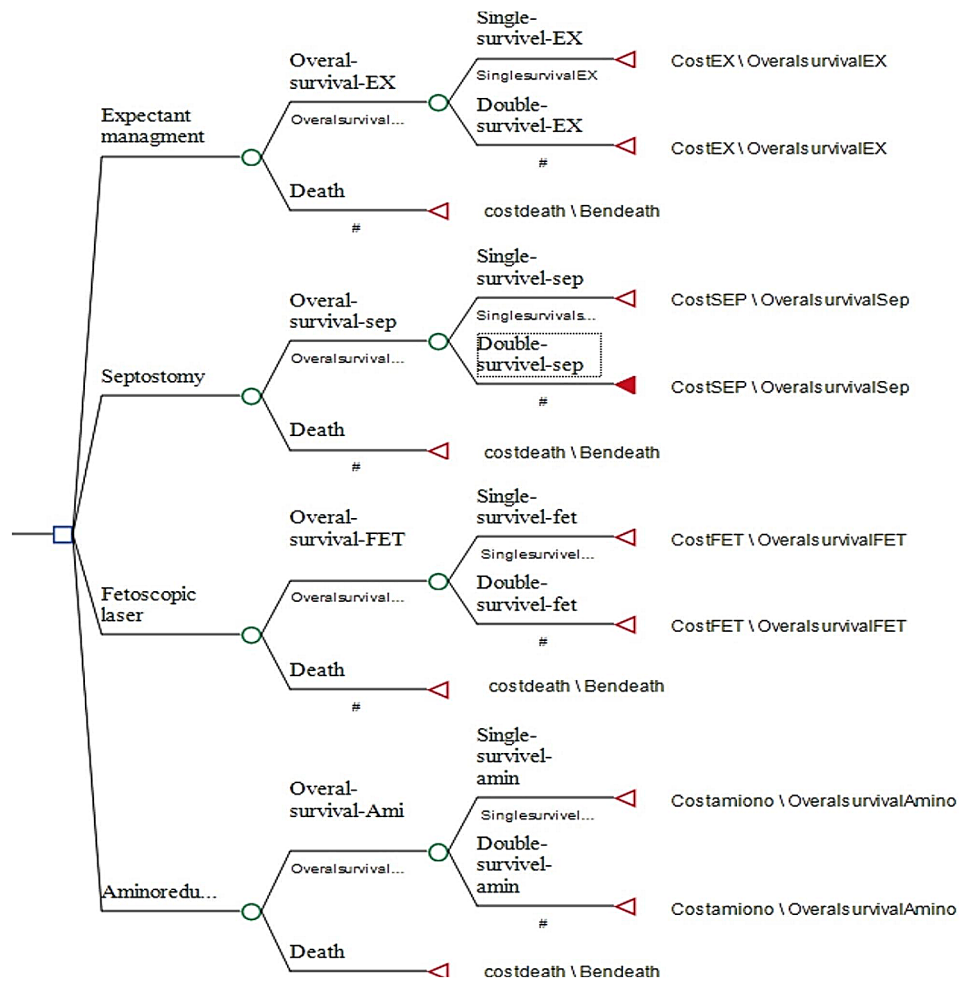 Single-
survivel-EX
CostEX \ OveralsurvivalEX
Overal-
survival-EX
SinglesurvivalEX
Double-
survivel-EX
Overalsurvival...
CostEX \ OveralsurvivalEX
#
Expectant
managment
Death
costdeath \ Bendeath
#
Single-
survivel-sep
CostSEP \ OveralsurvivalSep
Overal-
survival-sep
Singlesurvivals...
Double-
survivel-sep
Overalsurvival...
CostSEP \ OveralsurvivalSep
#
Septostomy
Death
costdeath \ Bendeath
#
Single-
survivel-fet
CostFET \ OveralsurvivalFET
Overal-
survival-FET
Singlesurvivel...
Double-
survivel-fet
Overalsurvival...
CostFET \ OveralsurvivalFET
#
Fetoscopic
laser
Death
costdeath \ Bendeath
#
Single-
survivel-
amin
Costamiono \ OveralsurvivalAmino
Overal-
survival-Ami
Singlesurvivel...
Double-
survivel-
amin
Overalsurvival...
Costamiono \ OveralsurvivalAmino
#
Aminoredu...
Death
costdeath \ Bendeath